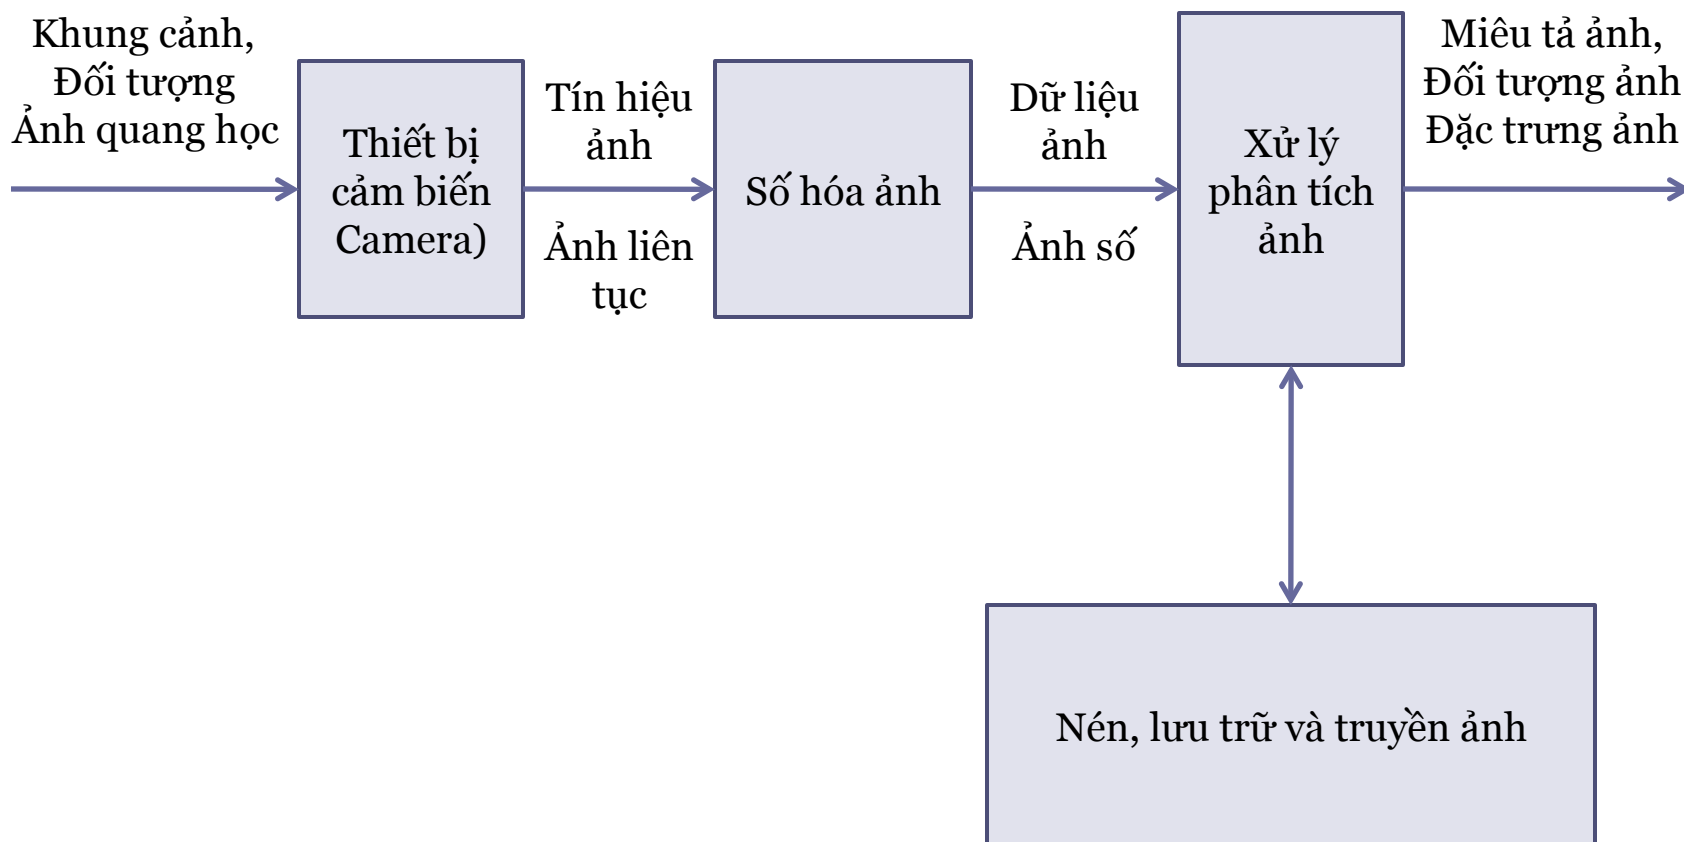 Khung cảnh,
Đối tượng
Ảnh quang học
Thiết bị
cảm biến
Camera)
Tín hiệu
ảnh
Ảnh liên
tục
Số hóa ảnh
Dữ liệu
ảnh
Ảnh số
Xử lý
phân tích
ảnh
Miêu tả ảnh,
Đối tượng ảnh
Đặc trưng ảnh
Nén, lưu trữ và truyền ảnh